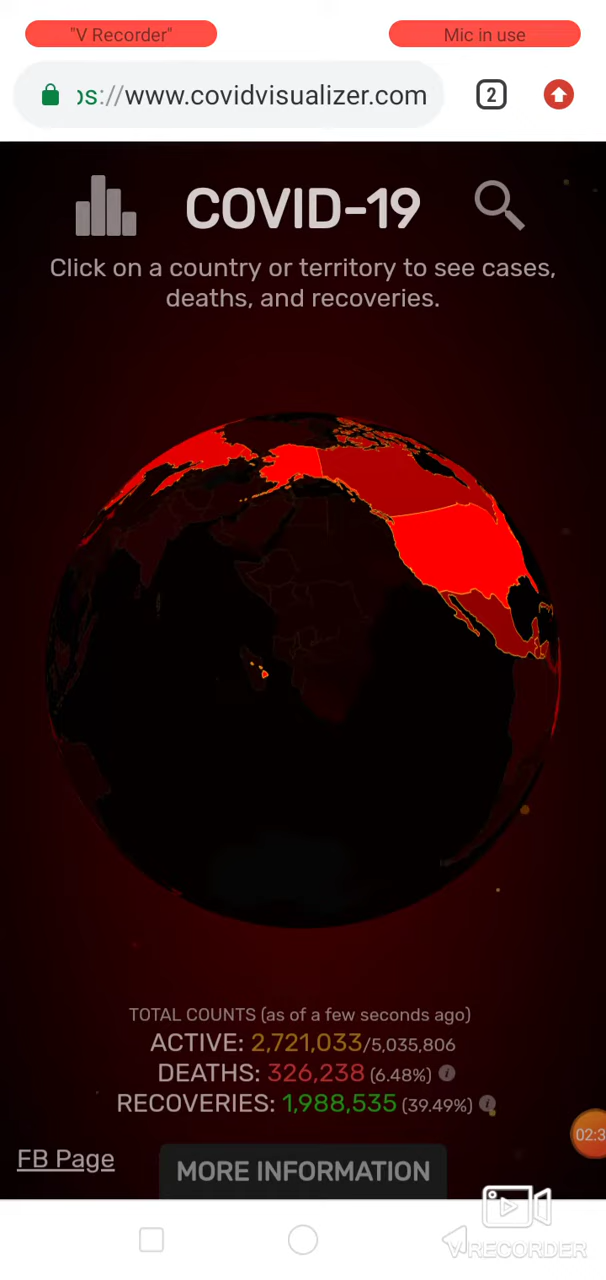 "V Recorder"
Mic in use
ps://www.covidvisualizer.com
2
COVID-19
Click on a country or territory to see cases,
deaths, and recoveries.
TOTAL COUNTS (as of a few seconds ago)
ACTIVE: 2,721,033/5,035,806
DEATHS: 326,238 (6.48%) i
RECOVERIES: 1,988,535 (39.49%) i
02:3
FB Page
MORE INFORMATION
VRECORDER